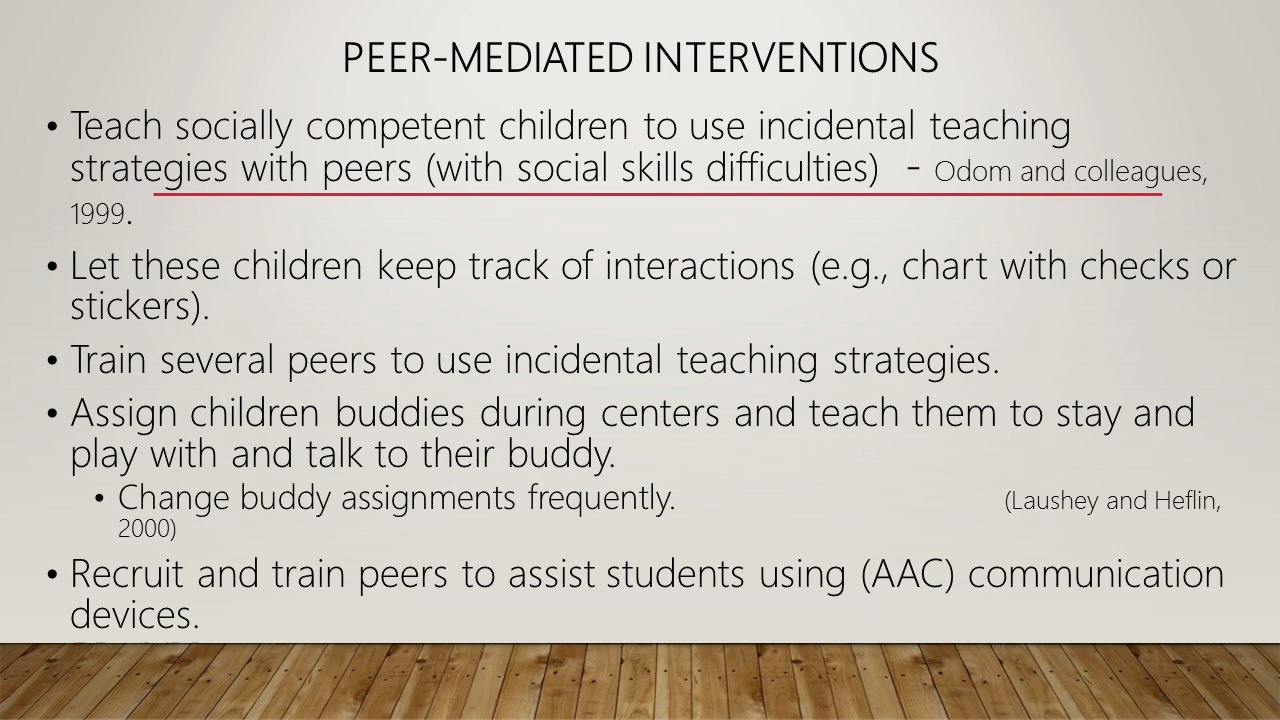 PEER-MEDIATED INTERVENTIONS
• Teach socially competent children to use incidental teaching
strategies with peers (with social skills difficulties) - Odom and colleagues,
1999.
• Let these children keep track of interactions (e.g., chart with checks or
stickers).
• Train several peers to use incidental teaching strategies.
• Assign children buddies during centers and teach them to stay and
play with and talk to their buddy.
• Change buddy assignments frequently. (Laushey and Heflin,
2000)
• Recruit and train peers to assist students using (AAC) communication
devices.